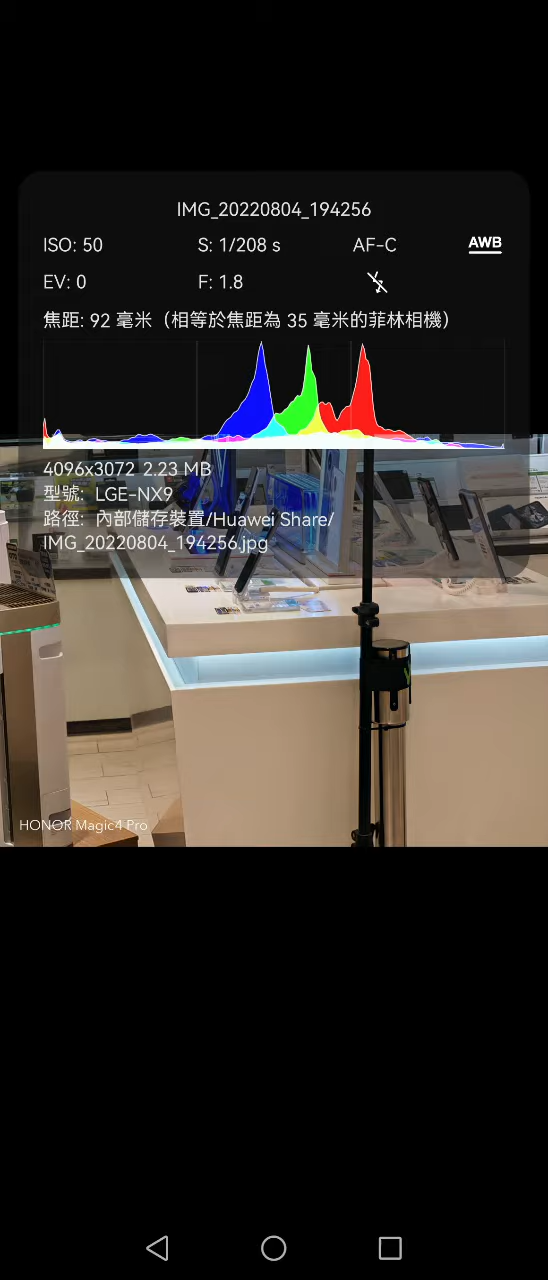 IMG_20220804_194256
ISO: 50 S: 1/208 s AF-C AWB
EV: 0 F: 1.8
焦距: 92 毫米（相等於焦距為 35 毫米的菲林相機）
4096x3072 2.23 MB
型號: LGE-NX9
路徑: 內部儲存裝置/Huawei Share/
IMG_20220804_194256.jpg
HONOR Magic4 Pro